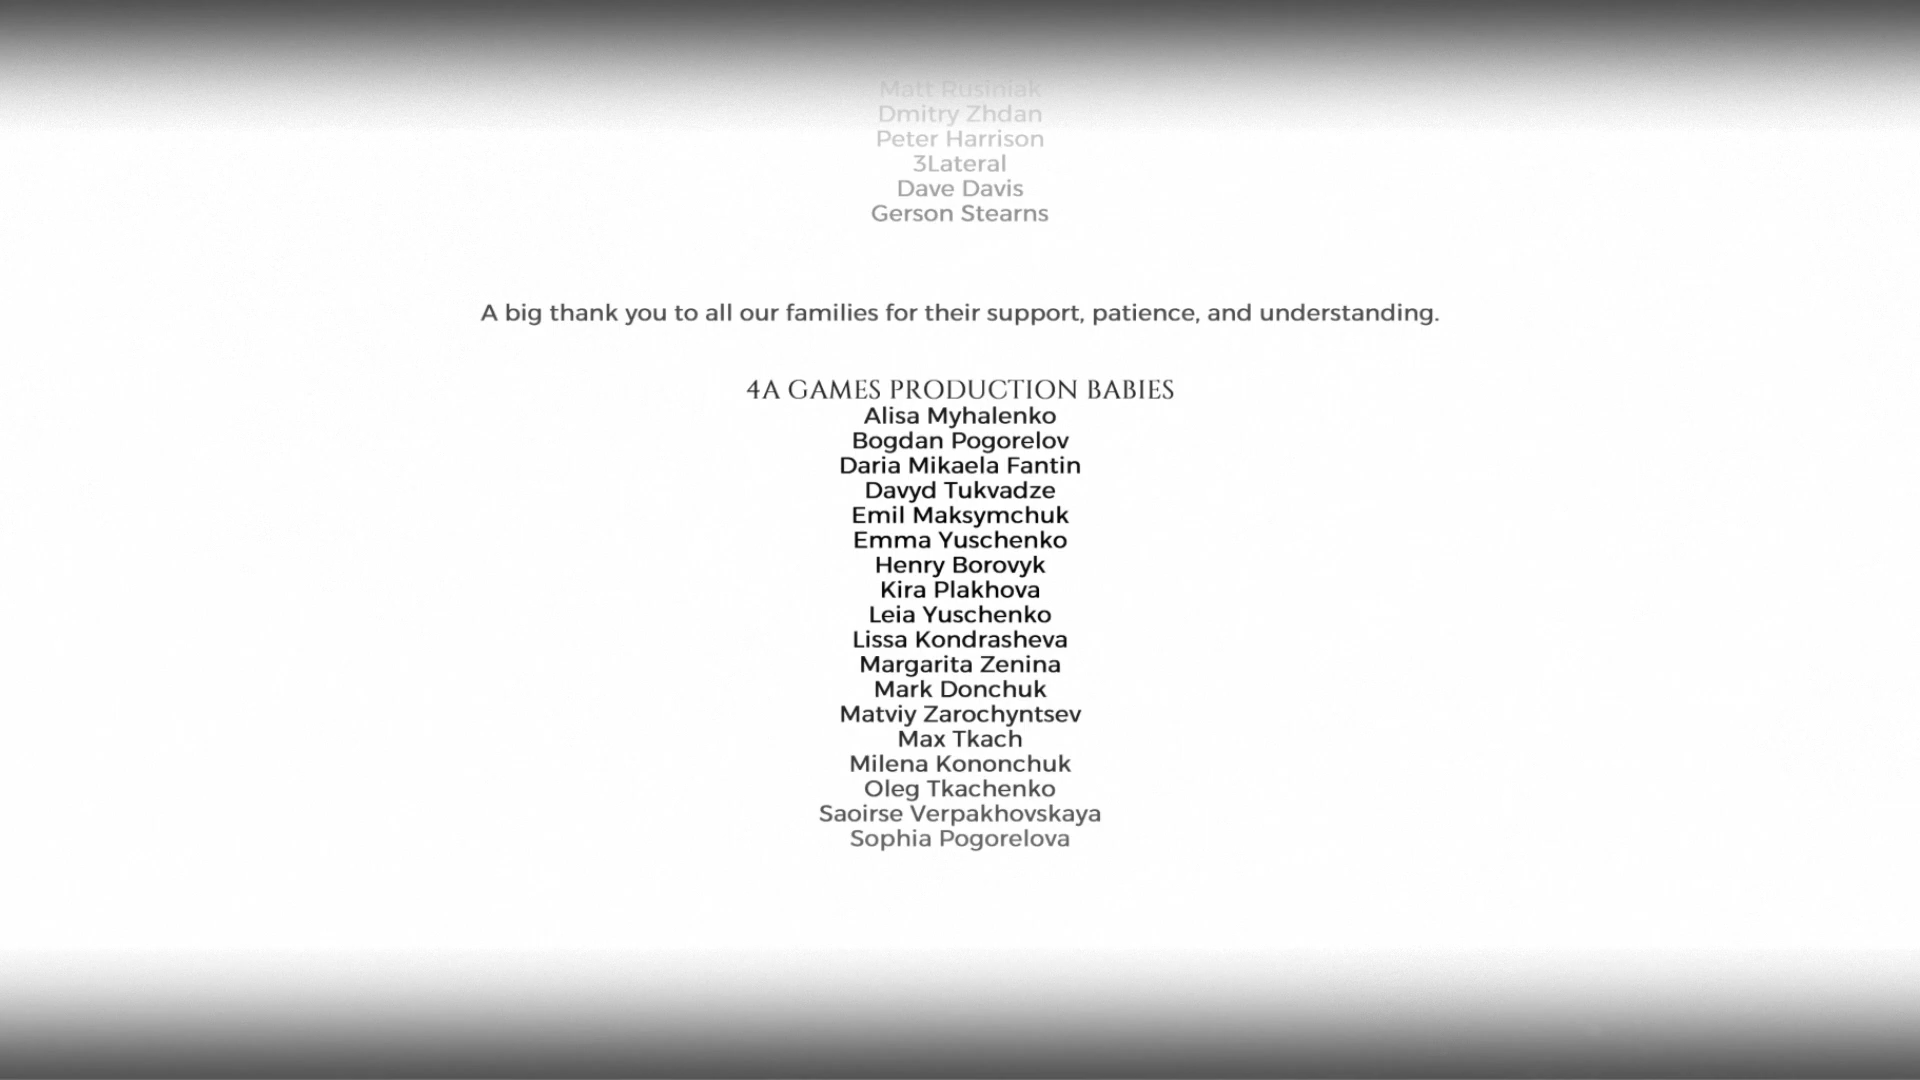 Matt Rusiniak
Dmitry Zhdan
Peter Harrison
3Lateral
Dave Davis
Gerson Stearns
A big thank you to all our families for their support, patience, and understanding.
4A GAMES PRODUCTION BABIES
Alisa Myhalenko
Bogdan Pogorelov
Daria Mikaela Fantin
Davyd Tukvadze
Emil Maksymchuk
Emma Yuschenko
Henry Borovyk
Kira Plakhova
Leia Yuschenko
Lissa Kondrasheva
Margarita Zenina
Mark Donchuk
Matviy Zarochyntsev
Max Tkach
Milena Kononchuk
Oleg Tkachenko
Saoirse Verpakhovskaya
Sophia Pogorelova